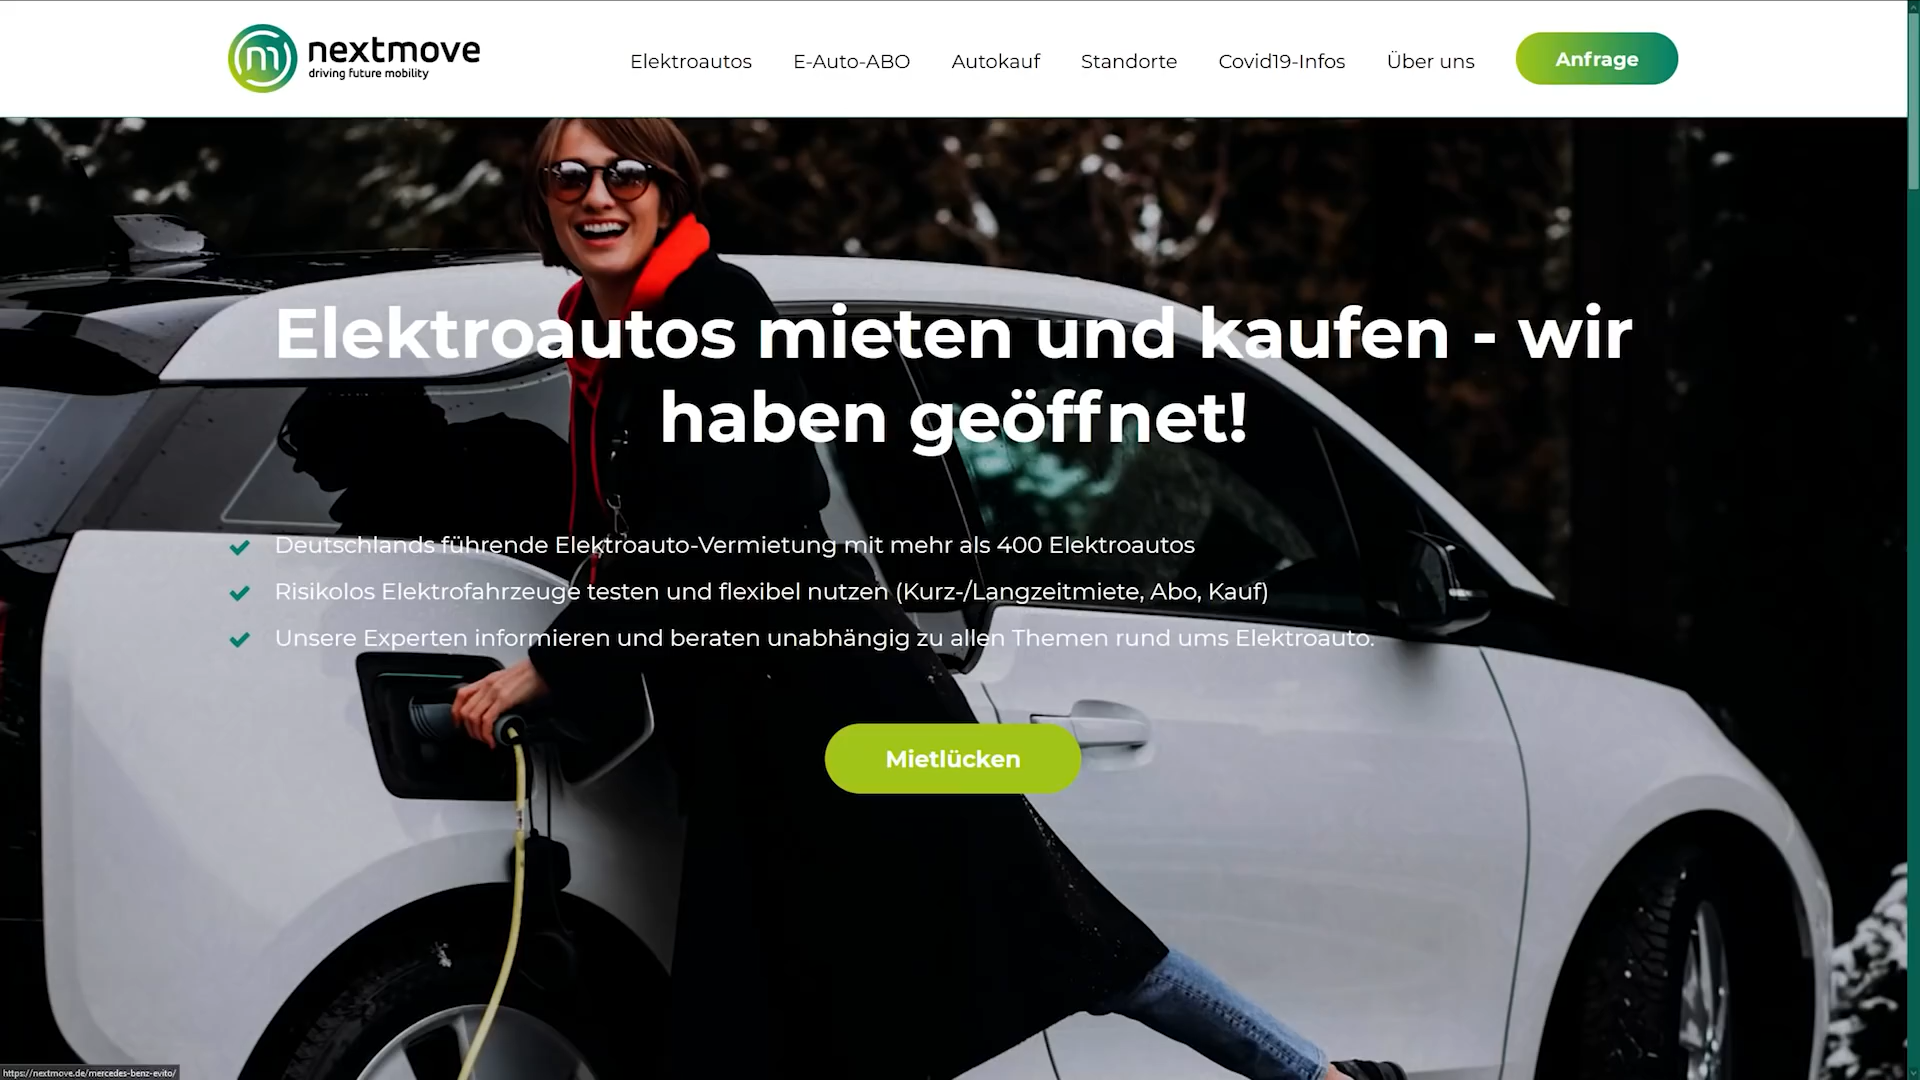 nextmove
driving future mobility
Elektroautos
E-Auto-ABO
Autokauf
Standorte
Covid19-Infos
Über uns
Anfrage
Elektroautos mieten und kaufen - wir
haben geöffnet!
Deutschlands führende Elektroauto-Vermietung mit mehr als 400 Elektroautos
Risikolos Elektrofahrzeuge testen und flexibel nutzen (Kurz-/Langzeitmiete, Abo, Kauf)
Unsere Experten informieren und beraten unabhängig zu allen Themen rund ums Elektroauto.
Mietlücken
https://nextmove.de/mercedes-benz-evito/